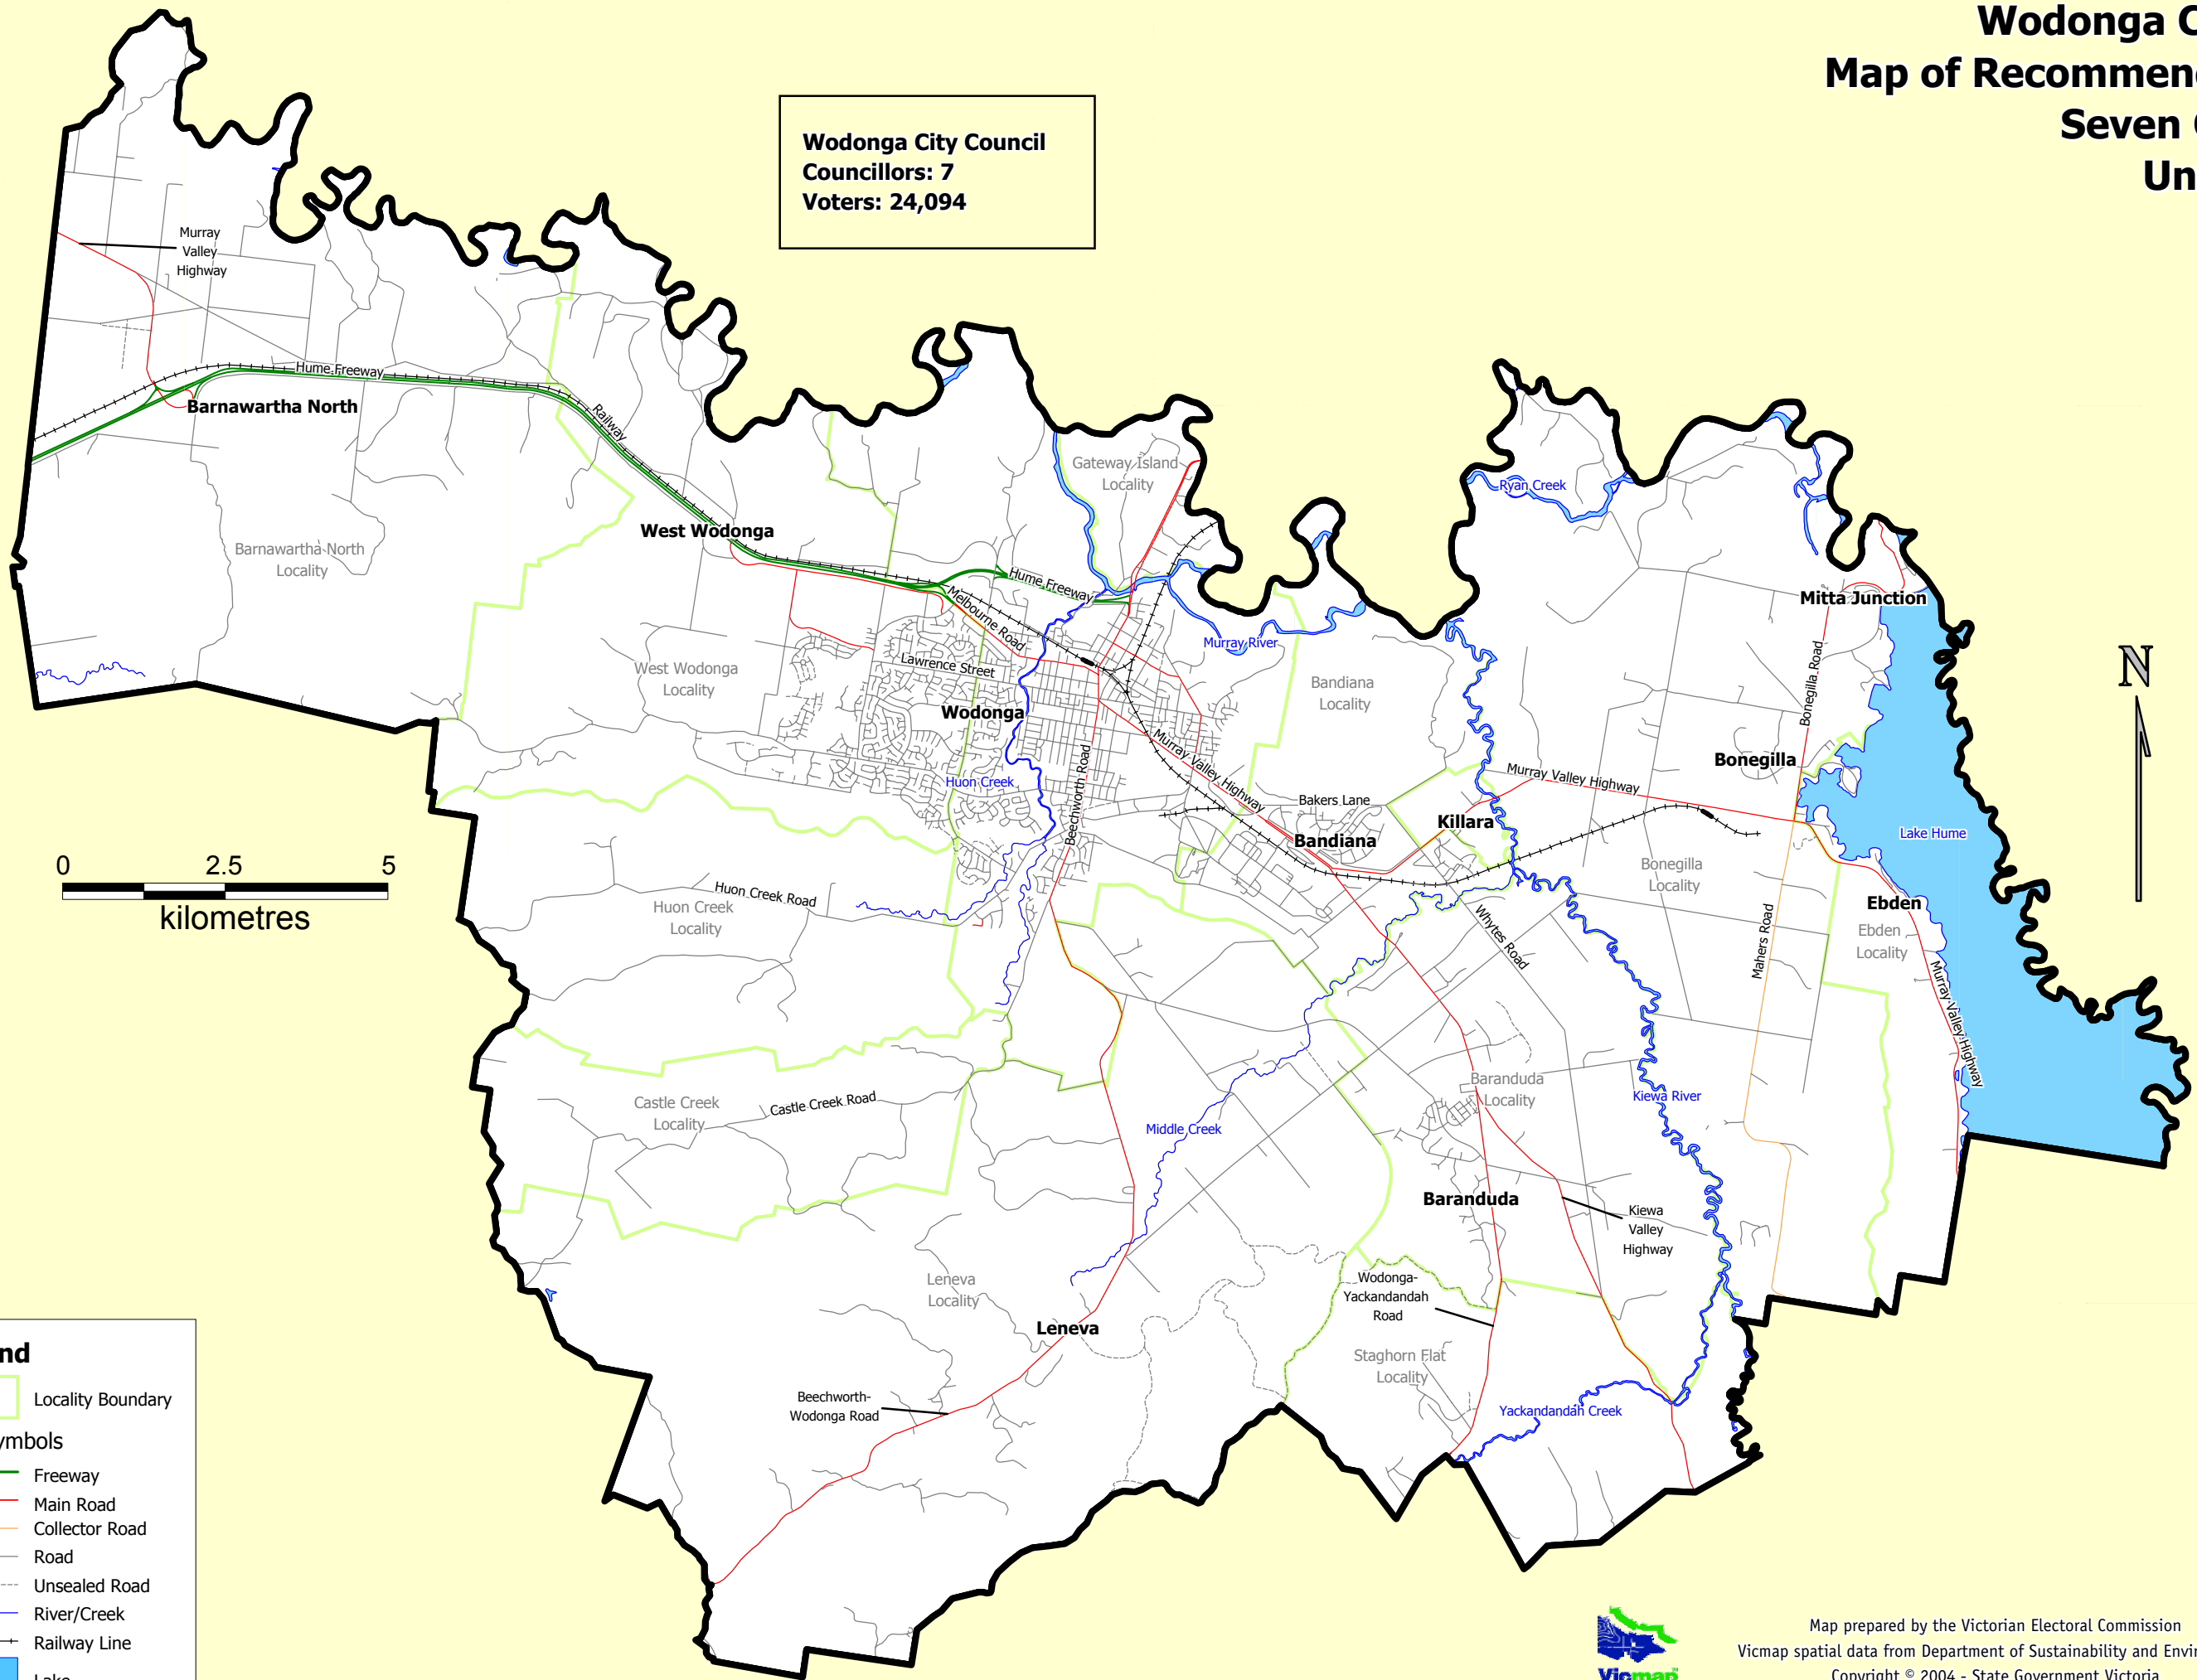 Wodonga C
Map of Recommen
Seven
Un
Wodonga City Council
Councillors: 7
Voters: 24,094
Murray
Valley
Highway
Hume Freeway
Barnawartha North
Railway
Gateway Island
Locality
Ryan Creek
West Wodonga
Barnawartha North
Locality
Hume Freeway
Melbourne Road
Mitta Junction
Murray River
Lawrence Street
West Wodonga
Locality
Bandiana
Locality
Bonegilla Road
N
Wodonga
Murray Valley Highway
Beechworth Road
Huon Creek
Bonegilla
Murray Valley Highway
Bakers Lane
Killara
Bandiana
Lake Hume
0 2.5 5
kilometres
Bonegilla
Locality
Huon Creek Road
Huon Creek
Locality
Ebden
Ebden
Locality
Whytes Road
Mahers Road
Murray Valley Highway
Baranduda
Locality
Kiewa River
Castle Creek
Locality
Castle Creek Road
Middle Creek
Baranduda
Kiewa
Valley
Highway
Leneva
Locality
Wodonga-
Yackandandah
Road
Leneva
Staghorn Flat
Locality
Beechworth-
Wodonga Road
Yackandandah Creek
nd
Locality Boundary
ymbols
Freeway
Main Road
Collector Road
Road
Unsealed Road
River/Creek
Railway Line
Lake
Vicmap
Map prepared by the Victorian Electoral Commission
Vicmap spatial data from Department of Sustainability and Envi
Copyright © 2004 - State Government Victoria